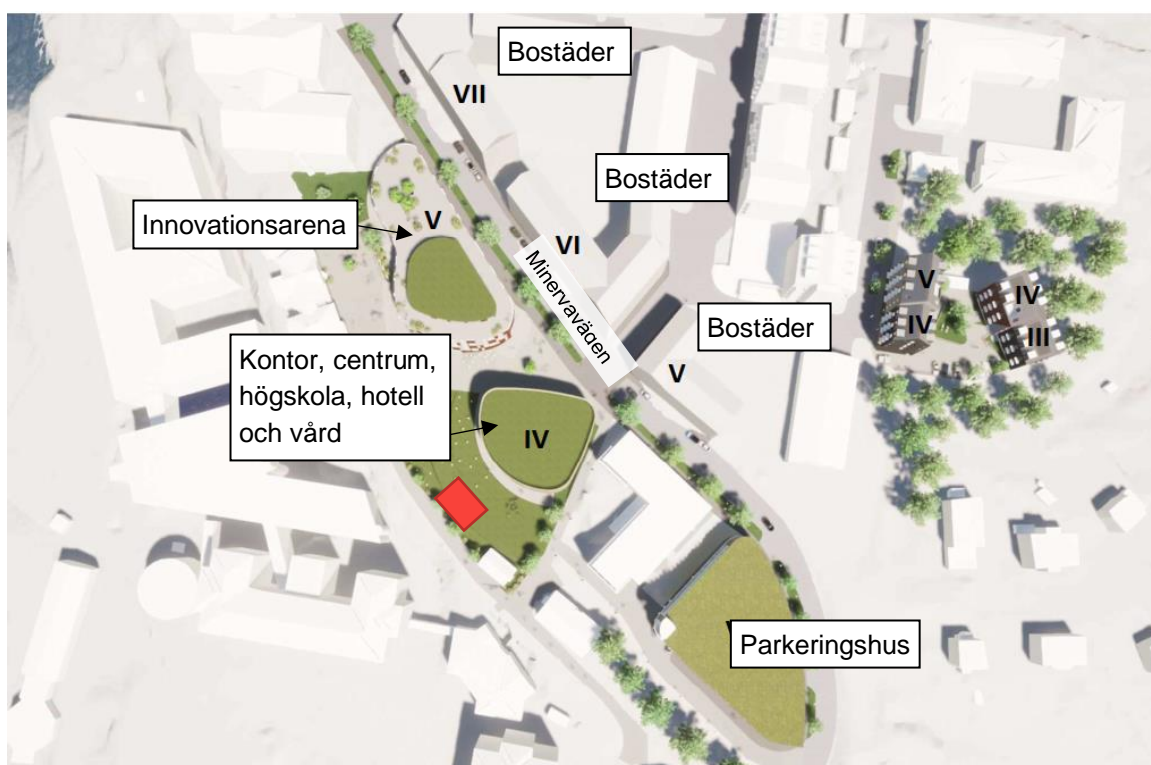 Bostäder
VII
Bostäder
Innovationsarena
V
VI
Minervavägen
V
IV
IV
III
Bostäder
Kontor, centrum,
högskola, hotell
och vård
V
IV
Parkeringshus